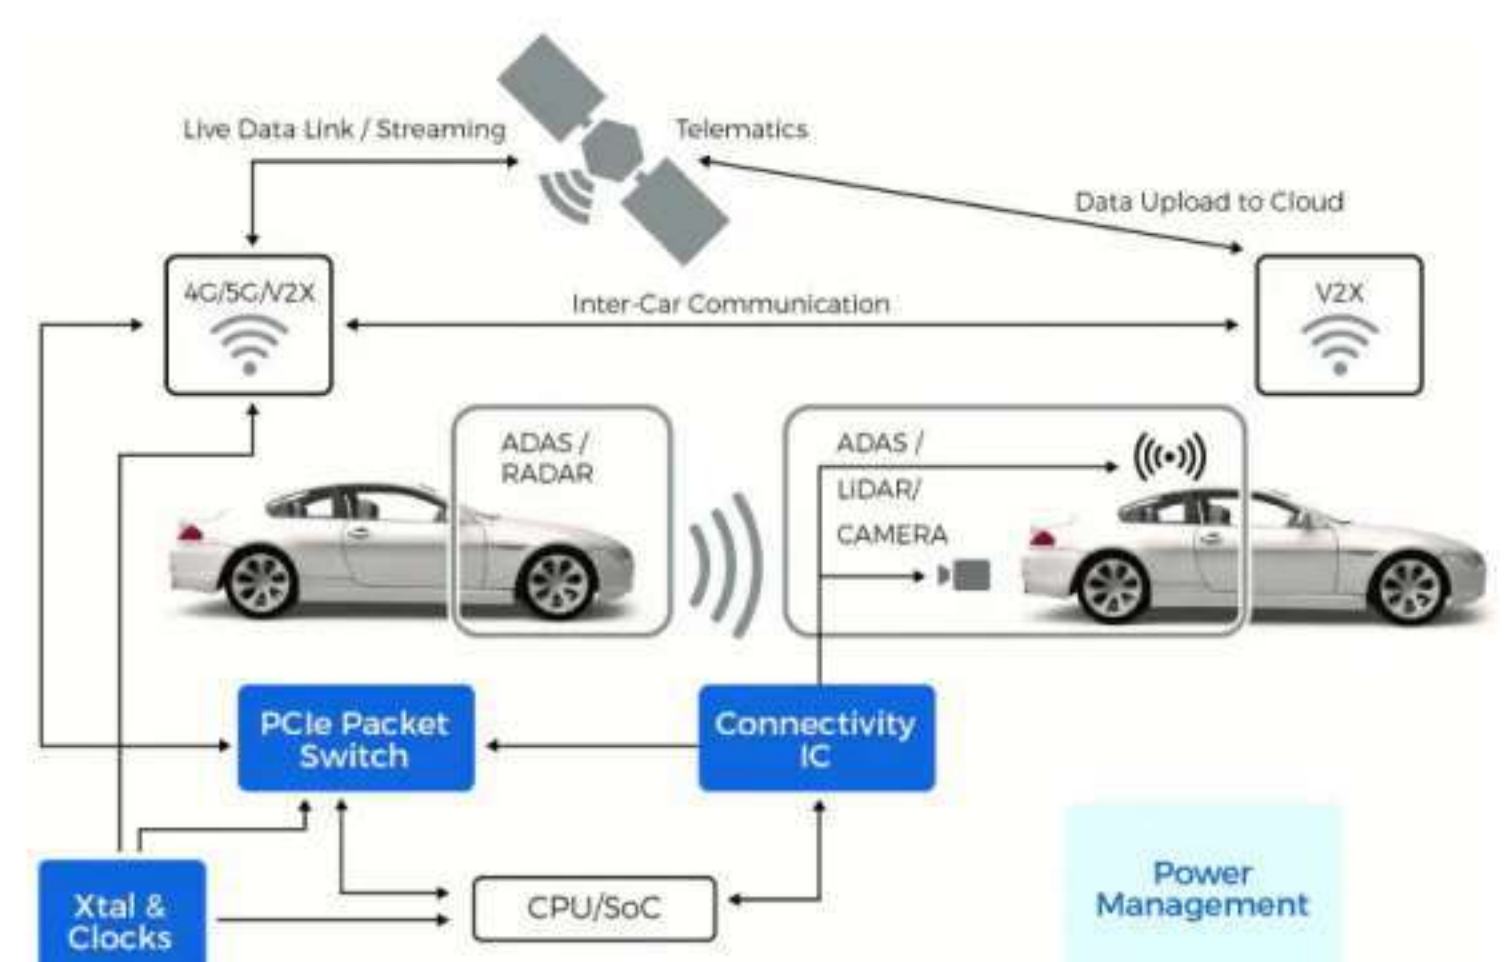 Live Data Link / Streaming
Telematics
Data Upload to Cloud
4G/5G/V2X
Inter-Car Communication
V2X
ADAS /
RADAR
ADAS /
LiDAR/
CAMERA
PCIe Packet
Switch
Connectivity
IC
Power
Management
Xtal &
Clocks
CPU/SoC